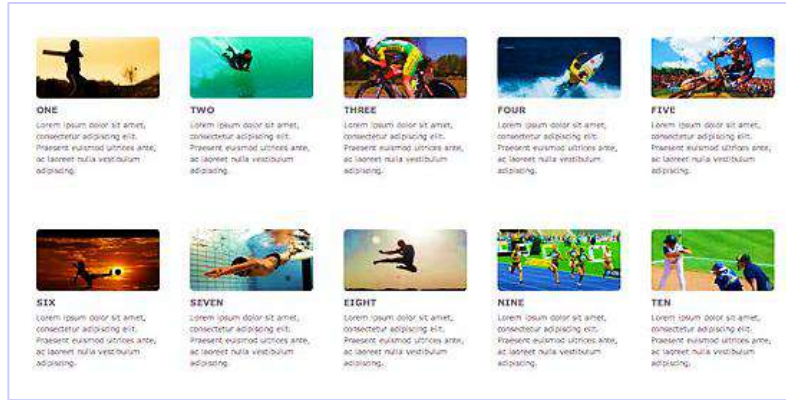 ONE
Lorem ipsum dolor sit amet,
consectetur adipiscing elit.
Praesent euismod ultrices ante,
ac laoreet nulla vestibulum
adipiscing.
TWO
Lorem ipsum dolor sit amet,
consectetur adipiscing elit.
Praesent euismod ultrices ante,
ac laoreet nulla vestibulum
adipiscing.
THREE
Lorem ipsum dolor sit amet,
consectetur adipiscing elit.
Praesent euismod ultrices ante,
ac laoreet nulla vestibulum
adipiscing.
FOUR
Lorem ipsum dolor sit amet,
consectetur adipiscing elit.
Praesent euismod ultrices ante,
ac laoreet nulla vestibulum
adipiscing.
FIVE
Lorem ipsum dolor sit amet,
consectetur adipiscing elit.
Praesent euismod ultrices ante,
ac laoreet nulla vestibulum
adipiscing.
SIX
Lorem ipsum dolor sit amet,
consectetur adipiscing elit.
Praesent euismod ultrices ante,
ac laoreet nulla vestibulum
adipiscing.
SEVEN
Lorem ipsum dolor sit amet,
consectetur adipiscing elit.
Praesent euismod ultrices ante,
ac laoreet nulla vestibulum
adipiscing.
EIGHT
Lorem ipsum dolor sit amet,
consectetur adipiscing elit.
Praesent euismod ultrices ante,
ac laoreet nulla vestibulum
adipiscing.
NINE
Lorem ipsum dolor sit amet,
consectetur adipiscing elit.
Praesent euismod ultrices ante,
ac laoreet nulla vestibulum
adipiscing.
TEN
Lorem ipsum dolor sit amet,
consectetur adipiscing elit.
Praesent euismod ultrices ante,
ac laoreet nulla vestibulum
adipiscing.